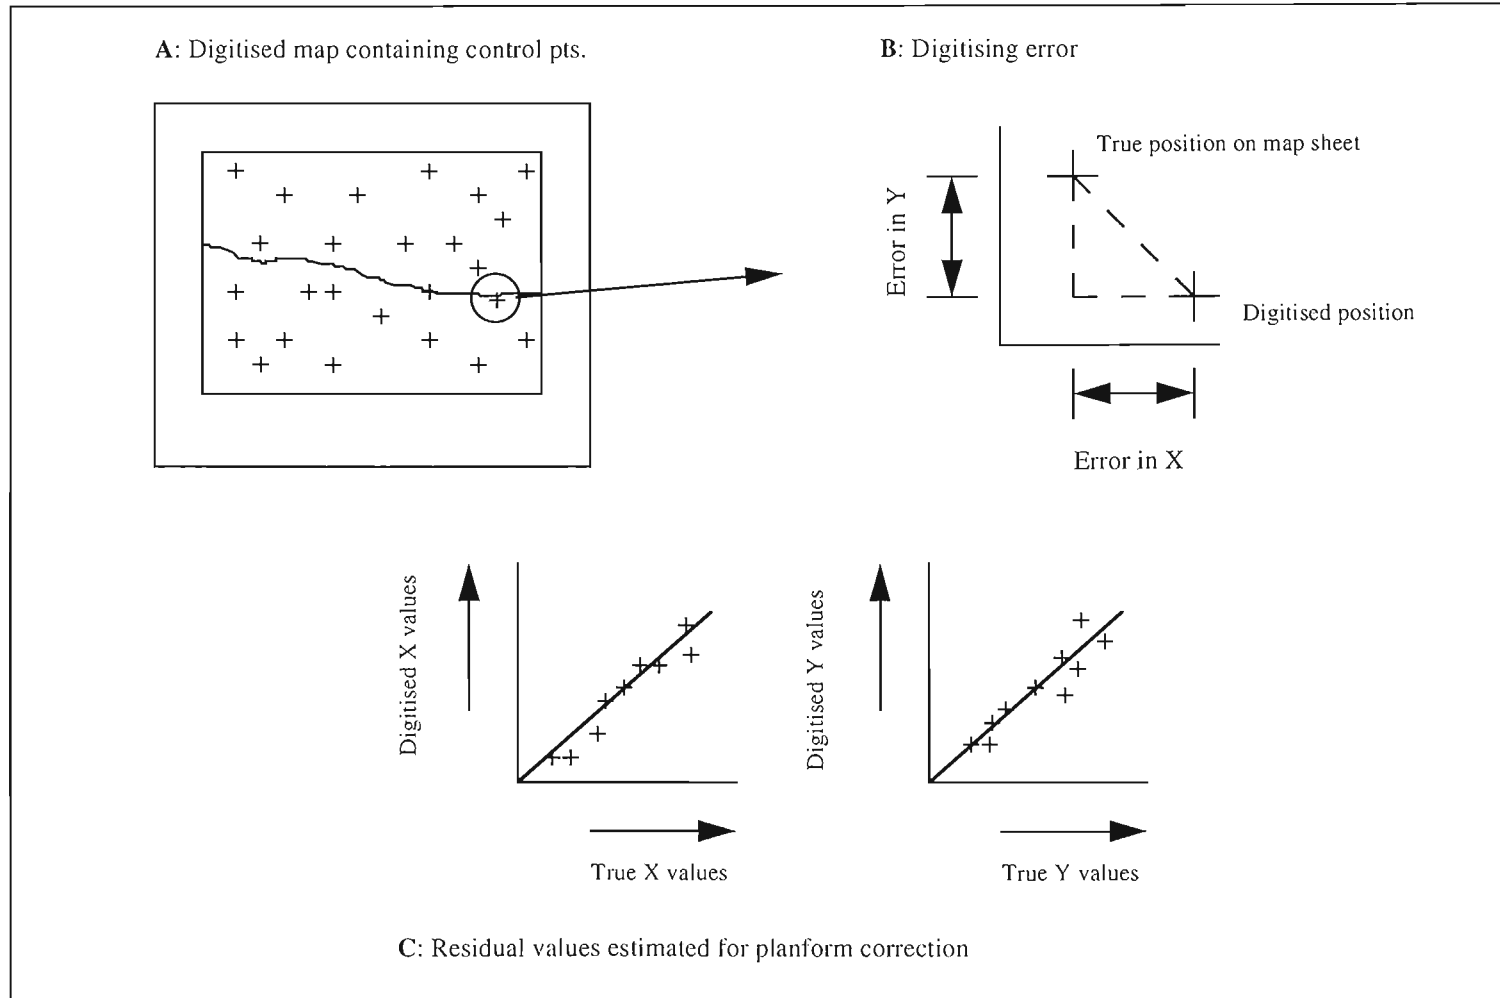 A: Digitised map containing control pts.
B: Digitising error
True position on map sheet
Error in Y
Digitised position
Error in X
Digitised X values
True X values
Digitised Y values
True Y values
C: Residual values estimated for planform correction